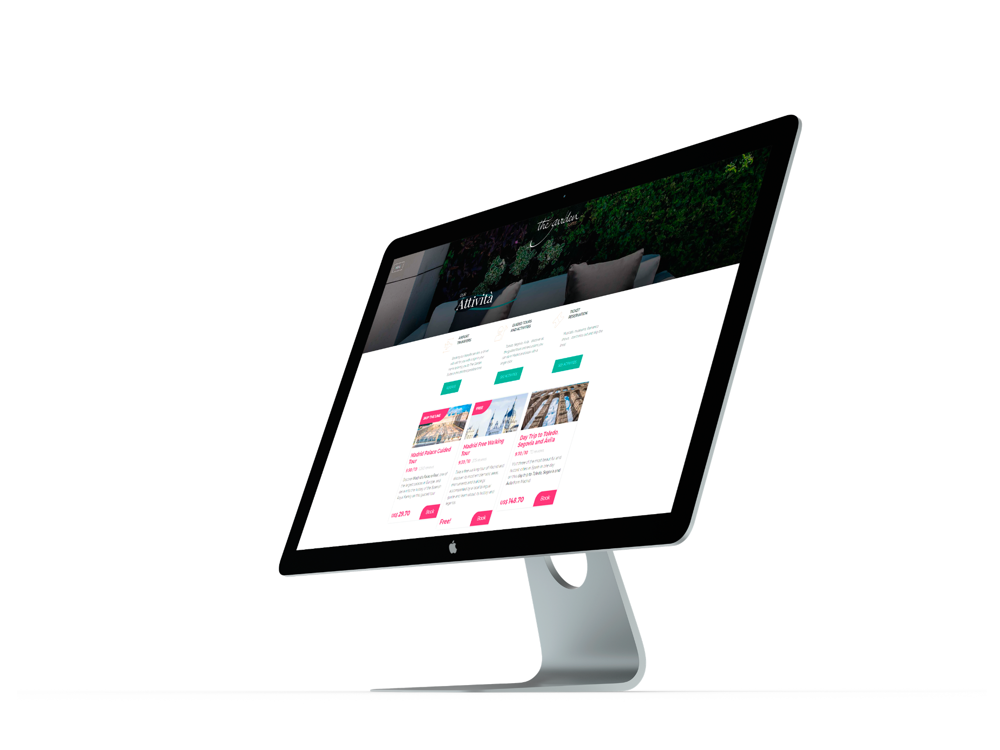 the garden
SUITES
MENU
OUR
Attività
AIRPORT
TRANSFERS
Booking our transfer service, a driver
will wait for you with a sign in your
name to bring you to The Garden
Suites in the shortest possible time
RESERVE
GUIDED TOURS
AND ACTIVITIES
Toledo, Segovia, Ávila... discover all
the guided tours and excursions you
can do in Madrid and book with a
single click
SEE ACTIVITIES
TICKET
RESERVATION
Musicals, museums, flamenco
shows... don't miss out and skip the
lines!
SEE ACTIVITIES
SKIP THE LINE
Madrid Palace Guided
Tour
9.50 /10 1260 reviews
Discover Madrid's Palacio Real, one of
the largest palaces in Europe, and
delve into the history of the Spanish
Royal Family on this guided tour.
US$ 29.70
Book
FREE
Madrid Free Walking
Tour
9.30 /10 275 reviews
Take a free walking tour of Madrid and
discover its most emblematic areas,
monuments and buildings
accompanied by a local bilingual
guide and learn about its history and
legends.
Free!
Book
Day Trip to Toledo,
Segovia and Ávila
9.70 /10 72 reviews
Visit three of the most beautiful and
historic cities in Spain in one day
on this day trip to Toledo, Segovia and
Ávila from Madrid.
US$ 148.70
Book